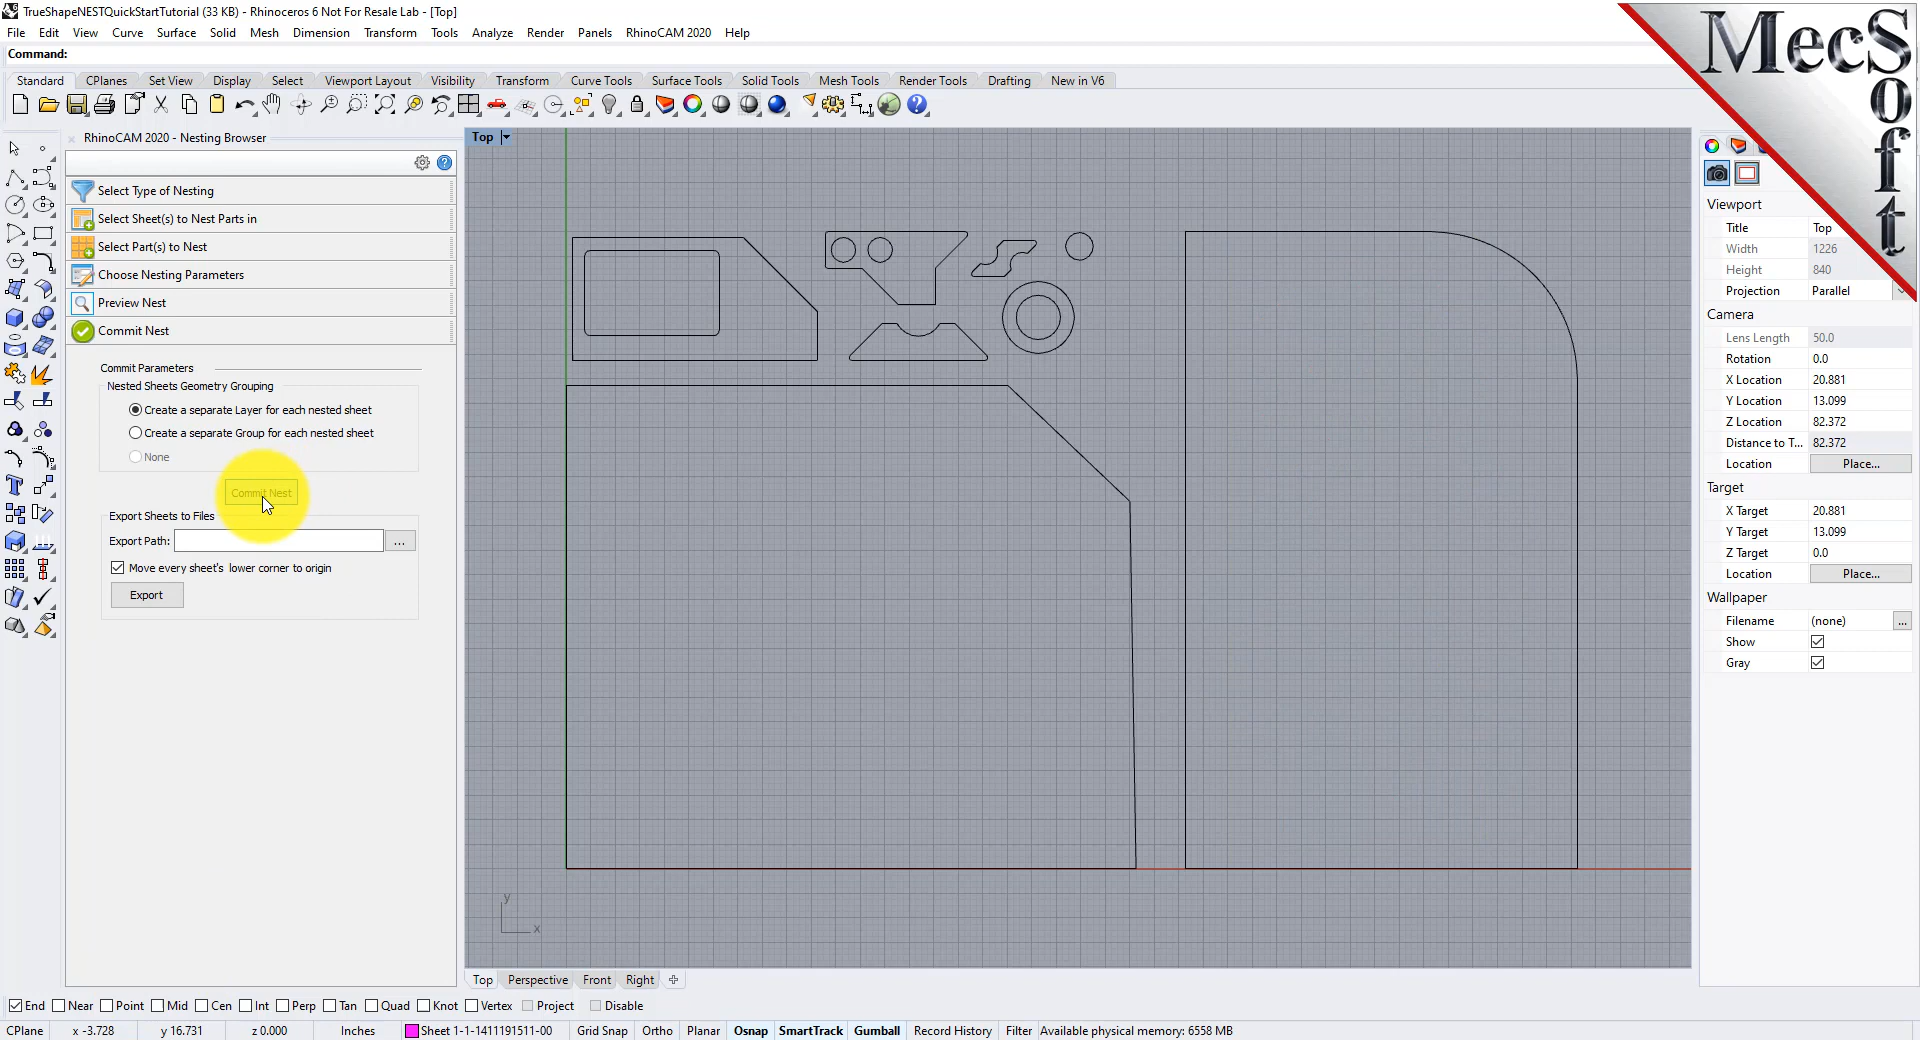 TrueShapeNESTQuickStartTutorial (33 KB) - Rhinoceros 6 Not For Resale Lab - [Top]
File Edit View Curve Surface Solid Mesh Dimension Transform Tools Analyze Render Panels RhinoCAM 2020 Help
Command:
Standard CPlanes Set View Display Select Viewport Layout Visibility Transform Curve Tools Surface Tools Solid Tools Mesh Tools Render Tools Drafting New in V6
MecSoft
RhinoCAM 2020 - Nesting Browser
Select Type of Nesting
Select Sheet(s) to Nest Parts in
Select Part(s) to Nest
Choose Nesting Parameters
Preview Nest
Commit Nest
Commit Parameters
Nested Sheets Geometry Grouping
Create a separate Layer for each nested sheet
Create a separate Group for each nested sheet
None
Commit Nest
Export Sheets to Files
Export Path: ...
Move every sheet's lower corner to origin
Export
Top
y
x
Top Perspective Front Right
Viewport
Title Top
Width 1226
Height 840
Projection Parallel
Camera
Lens Length 50.0
Rotation 0.0
X Location 20.881
Y Location 13.099
Z Location 82.372
Distance to T... 82.372
Location Place...
Target
X Target 20.881
Y Target 13.099
Z Target 0.0
Location Place...
Wallpaper
Filename (none) ...
Show
Gray
End Near Point Mid Cen Int Perp Tan Quad Knot Vertex Project Disable
CPlane x -3.728 y 16.731 z 0.000 Inches Sheet 1-1-1411191511-00 Grid Snap Ortho Planar Osnap SmartTrack Gumball Record History Filter Available physical memory: 6558 MB